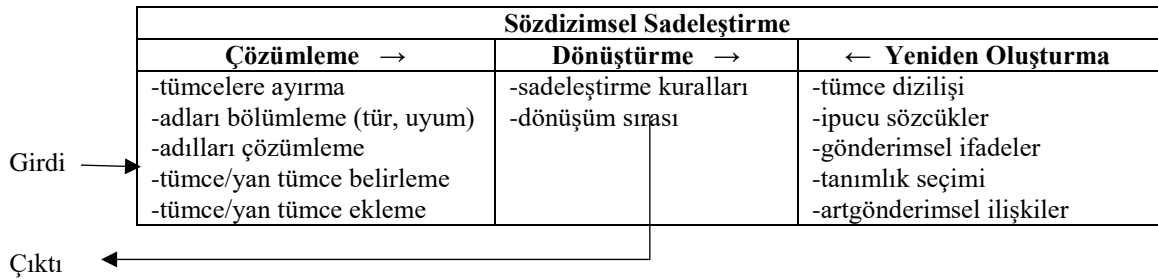 Sözdizimsel Sadeleştirme
Çözümleme →
-tümcelere ayırma
-adları bölümleme (tür, uyum)
-adılları çözümleme
-tümce/yan tümce belirleme
-tümce/yan tümce ekleme
Dönüştürme →
-sadeleştirme kuralları
-dönüşüm sırası
← Yeniden Oluşturma
-tümce dizilişi
-ipucu sözcükler
-gönderimsel ifadeler
-tanımlık seçimi
-artgönderimsel ilişkiler
Girdi
Çıktı